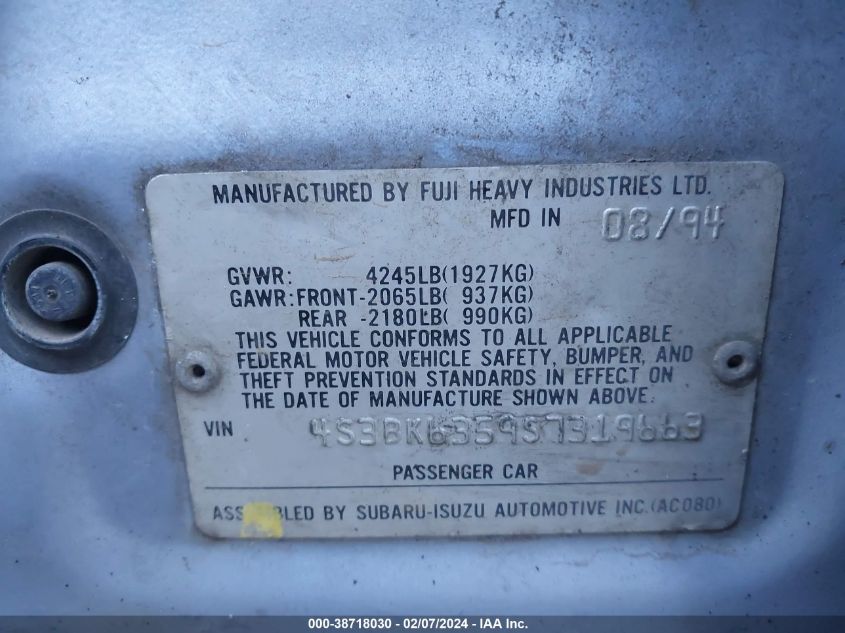 MANUFACTURED BY FUJI HEAVY INDUSTRIES LTD.
MFD IN 08/94
GVWR: 4245LB(1927KG)
GAWR:FRONT-2065LB( 937KG)
REAR -2180LB( 990KG)
THIS VEHICLE CONFORMS TO ALL APPLICABLE
FEDERAL MOTOR VEHICLE SAFETY, BUMPER, AND
THEFT PREVENTION STANDARDS IN EFFECT ON
THE DATE OF MANUFACTURE SHOWN ABOVE.
VIN 4S3BK6359S7319663
PASSENGER CAR
BY SUBARU-ISUZU AUTOMOTIVE INC.(AC080)
000-38718030 - 02/07/2024 - IAA Inc.